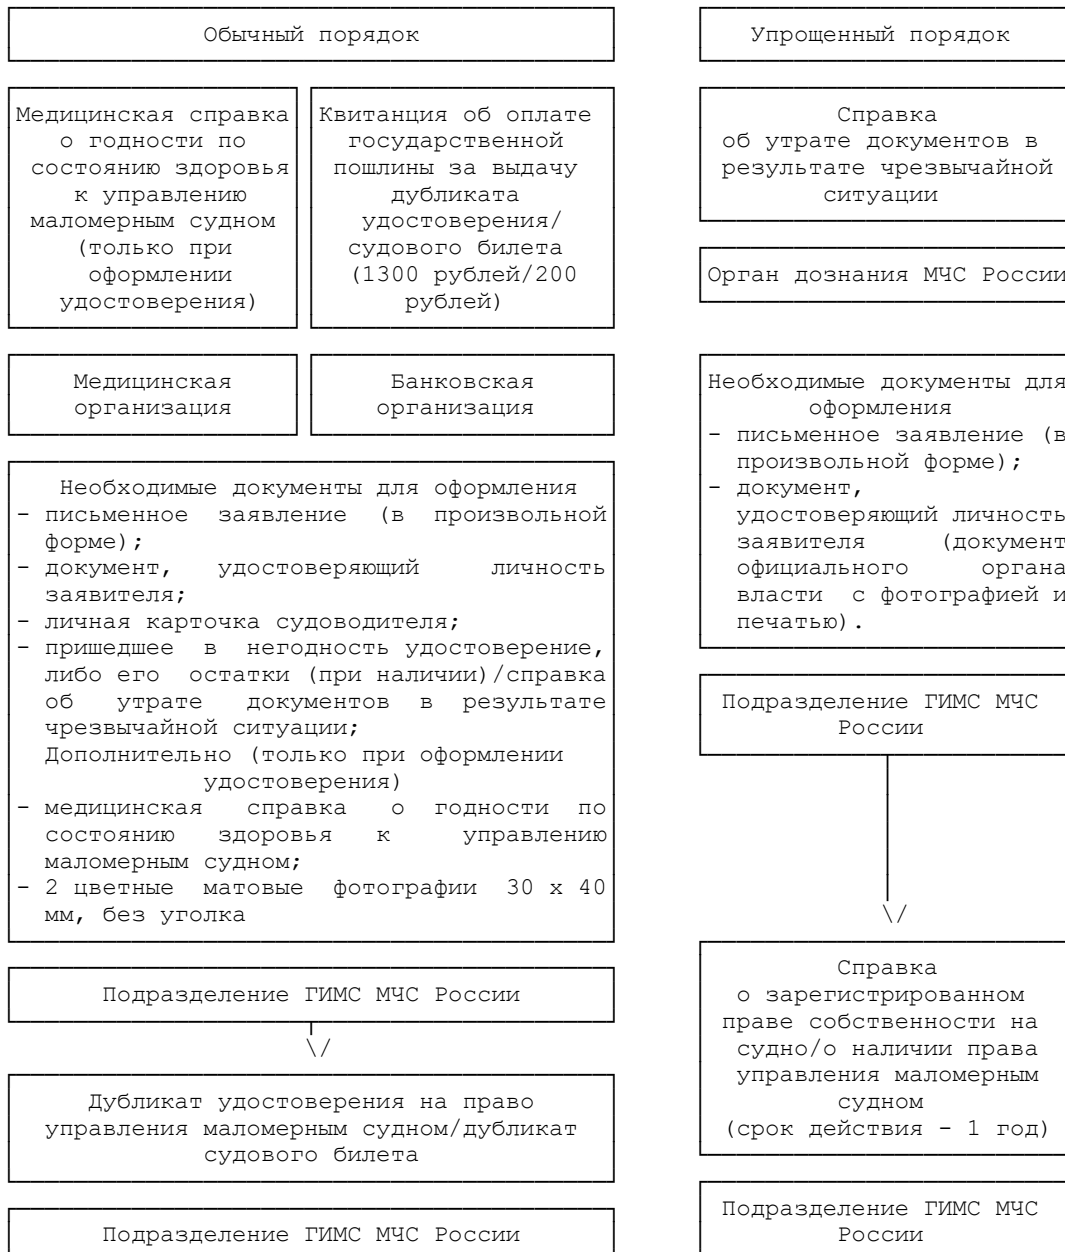 Обычный порядок
Медицинская справка
о годности по
состоянию здоровья
к управлению
маломерным судном
(только при
оформлении
удостоверения)
Квитанция об оплате
государственной
пошлины за выдачу
дубликата
удостоверения/
судового билета
(1300 рублей/200
рублей)
Медицинская
организация
Банковская
организация
Необходимые документы для оформления
- письменное заявление (в произвольной
форме);
- документ, удостоверяющий личность
заявителя;
- личная карточка судоводителя;
- пришедшее в негодность удостоверение,
либо его остатки (при наличии)/справка
об утрате документов в результате
чрезвычайной ситуации;
Дополнительно (только при оформлении
удостоверения)
- медицинская справка о годности по
состоянию здоровья к управлению
маломерным судном;
- 2 цветные матовые фотографии 30 x 40
мм, без уголка
Подразделение ГИМС МЧС России
\/
Дубликат удостоверения на право
управления маломерным судном/дубликат
судового билета
Подразделение ГИМС МЧС России
Упрощенный порядок
Справка
об утрате документов в
результате чрезвычайной
ситуации
Орган дознания МЧС России
Необходимые документы для
оформления
- письменное заявление (в
произвольной форме);
- документ,
удостоверяющий личность
заявителя (документ
официального органа
власти с фотографией и
печатью).
Подразделение ГИМС МЧС
России
\/
Справка
о зарегистрированном
праве собственности на
судно/о наличии права
управления маломерным
судном
(срок действия - 1 год)
Подразделение ГИМС МЧС
России